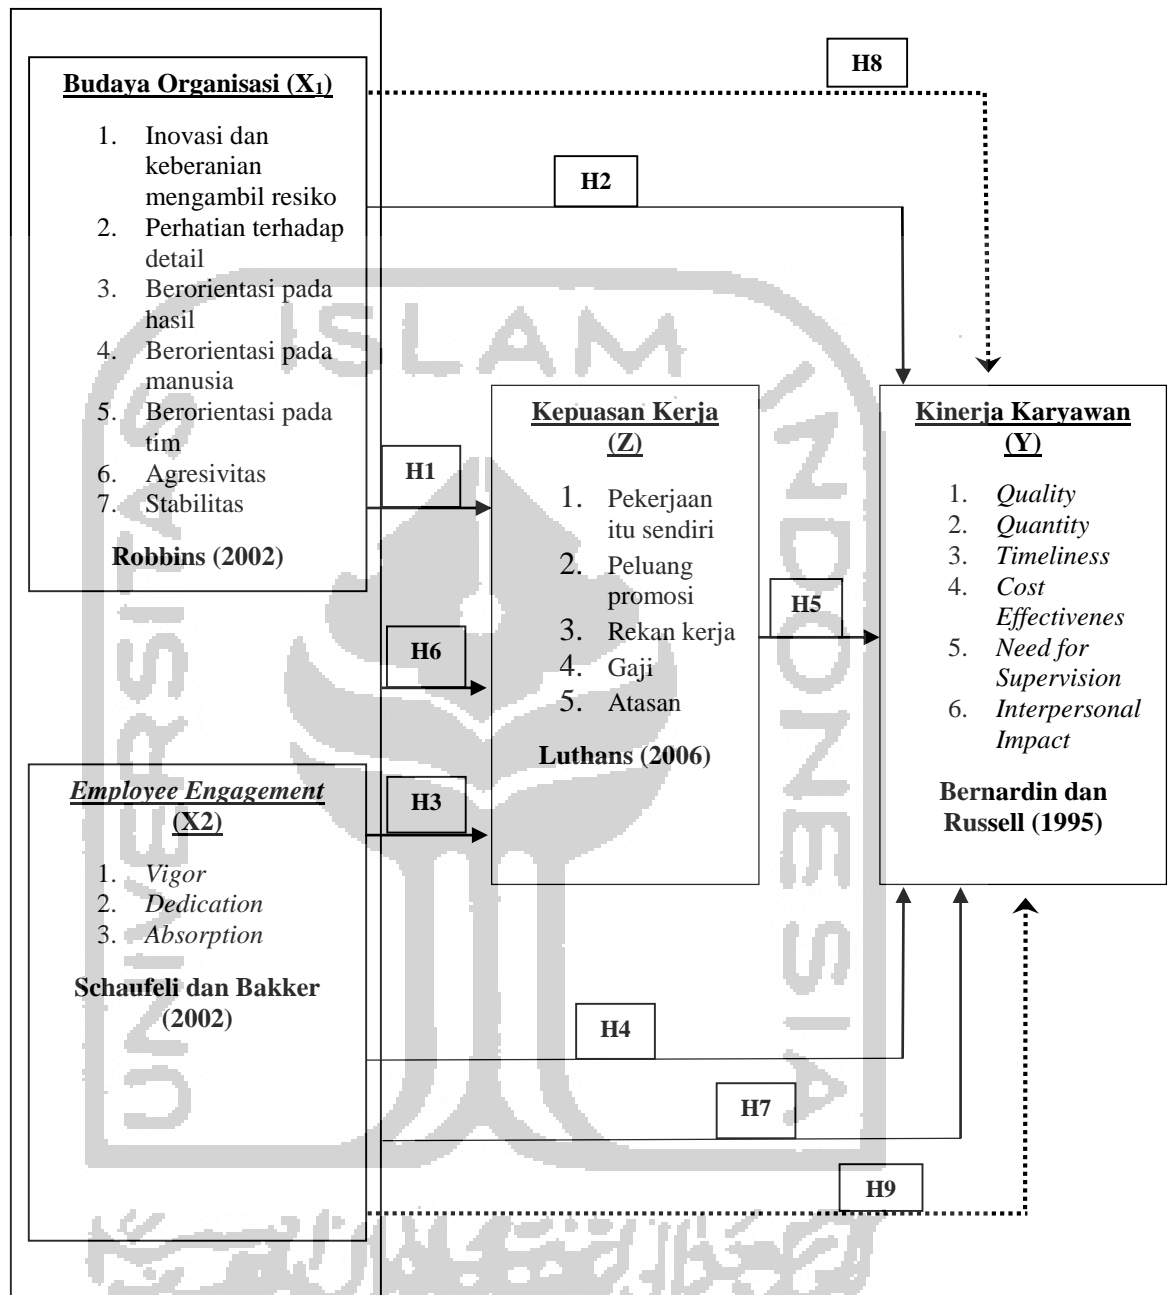 H8
Budaya Organisasi (X1)
1. Inovasi dan
keberanian
mengambil resiko
2. Perhatian terhadap
detail
3. Berorientasi pada
hasil
4. Berorientasi pada
manusia
5. Berorientasi pada
tim
6. Agresivitas
7. Stabilitas
Robbins (2002)
H2
H1
H6
H3
Employee Engagement
(X2)
1. Vigor
2. Dedication
3. Absorption
Schaufeli dan Bakker
(2002)
Kepuasan Kerja
(Z)
1. Pekerjaan
itu sendiri
2. Peluang
promosi
3. Rekan kerja
4. Gaji
5. Atasan
Luthans (2006)
H5
Kinerja Karyawan
(Y)
1. Quality
2. Quantity
3. Timeliness
4. Cost
Effectivenes
5. Need for
Supervision
6. Interpersonal
Impact
Bernardin dan
Russell (1995)
H4
H7
H9
UNIVERSITAS
ISLAM
INDONESIA